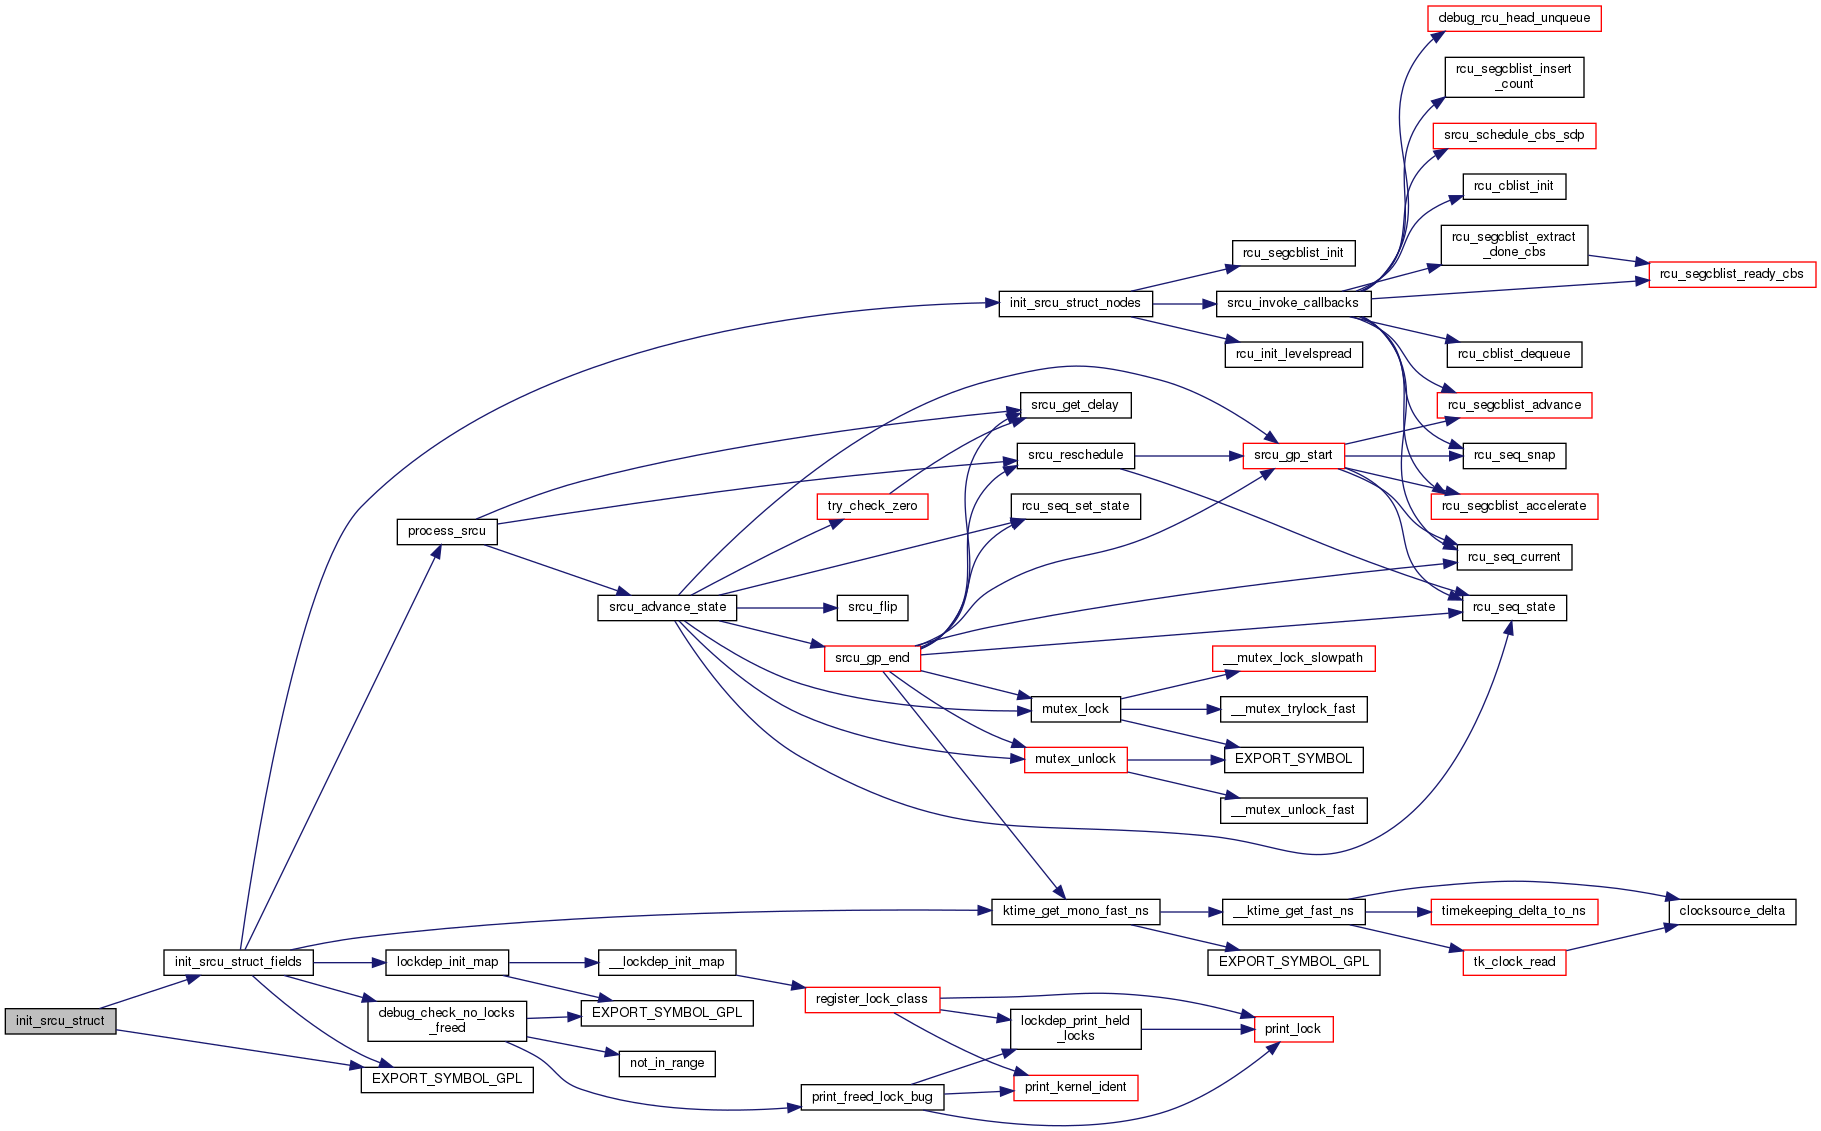 debug_rcu_head_unqueue
rcu_segcblist_insert
_count
srcu_schedule_cbs_sdp
rcu_cblist_init
rcu_segcblist_extract
_done_cbs
rcu_segcblist_init
rcu_segcblist_ready_cbs
init_srcu_struct_nodes
srcu_invoke_callbacks
rcu_init_levelspread
rcu_cblist_dequeue
srcu_get_delay
rcu_segcblist_advance
srcu_reschedule
srcu_gp_start
rcu_seq_snap
try_check_zero
rcu_seq_set_state
rcu_segcblist_accelerate
process_srcu
rcu_seq_current
srcu_advance_state
srcu_flip
rcu_seq_state
srcu_gp_end
__mutex_lock_slowpath
mutex_lock
__mutex_trylock_fast
mutex_unlock
EXPORT_SYMBOL
__mutex_unlock_fast
ktime_get_mono_fast_ns
__ktime_get_fast_ns
timekeeping_delta_to_ns
clocksource_delta
init_srcu_struct_fields
lockdep_init_map
__lockdep_init_map
EXPORT_SYMBOL_GPL
tk_clock_read
register_lock_class
init_srcu_struct
debug_check_no_locks
_freed
EXPORT_SYMBOL_GPL
lockdep_print_held
_locks
print_lock
not_in_range
EXPORT_SYMBOL_GPL
print_freed_lock_bug
print_kernel_ident